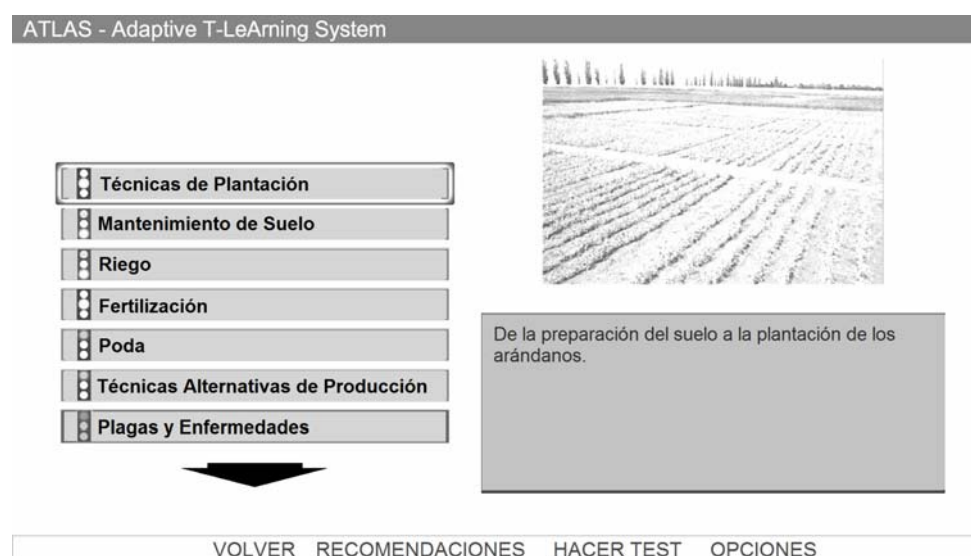 ATLAS - Adaptive T-LeArning System
Técnicas de Plantación
Mantenimiento de Suelo
Riego
Fertilización
Poda
Técnicas Alternativas de Producción
Plagas y Enfermedades
De la preparación del suelo a la plantación de los
arándanos.
VOLVER RECOMENDACIONES HACER TEST OPCIONES